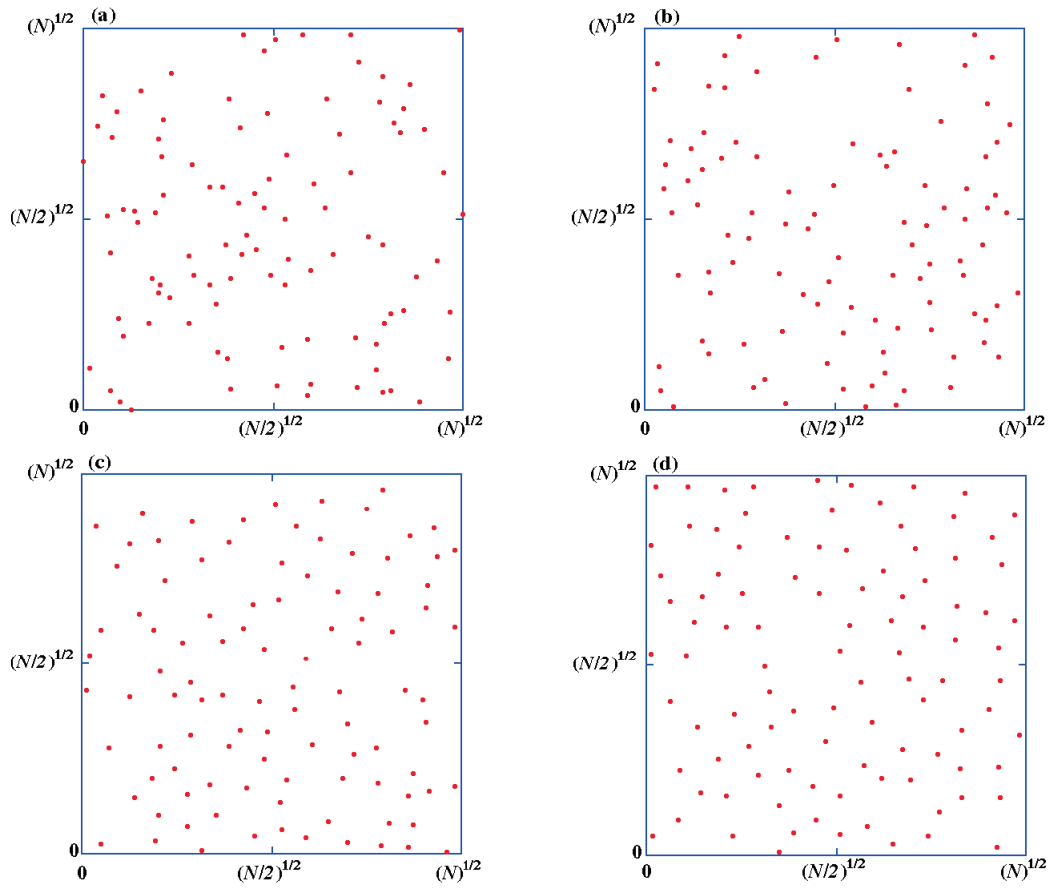 (a)
(N)^{1/2}
(N/2)^{1/2}
0
0 (N/2)^{1/2} (N)^{1/2}
(b)
(N)^{1/2}
(N/2)^{1/2}
0
0 (N/2)^{1/2} (N)^{1/2}
(c)
(N)^{1/2}
(N/2)^{1/2}
0
0 (N/2)^{1/2} (N)^{1/2}
(d)
(N)^{1/2}
(N/2)^{1/2}
0
0 (N/2)^{1/2} (N)^{1/2}